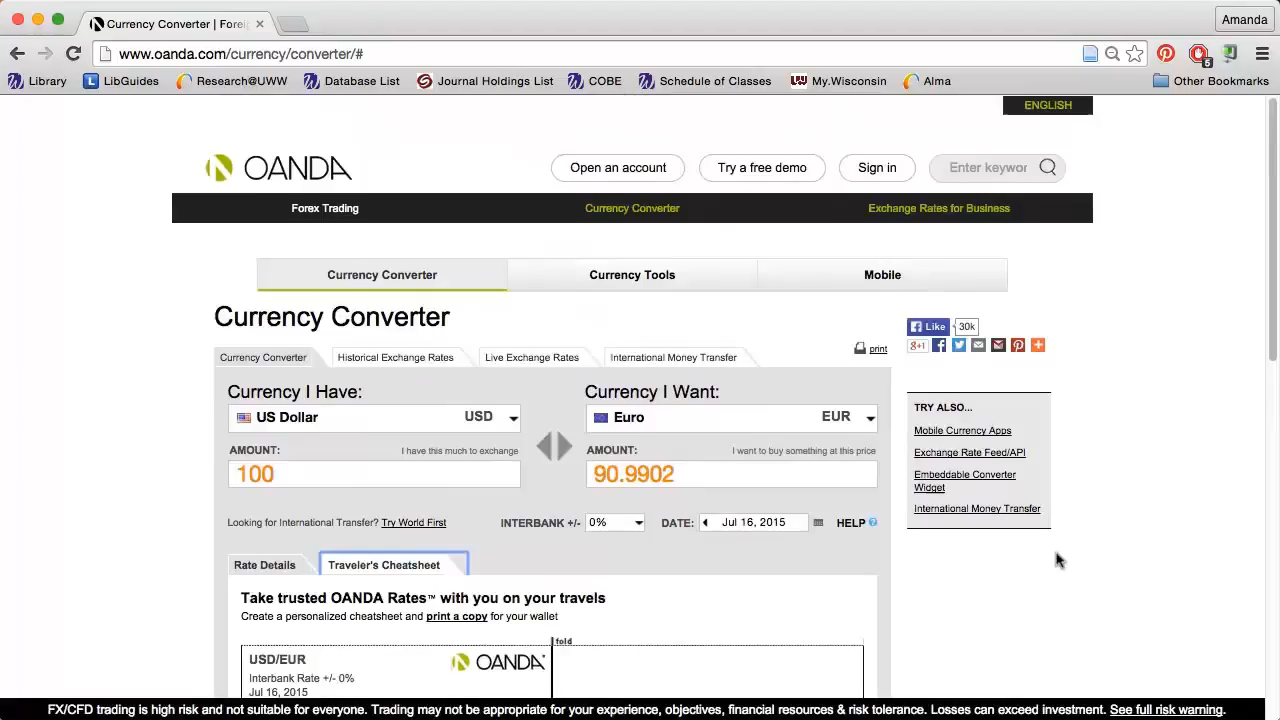 Currency Converter | Forei
Amanda
www.oanda.com/currency/converter/#
5
Library LibGuides Research@UWW Database List Journal Holdings List COBE Schedule of Classes My.Wisconsin Alma Other Bookmarks
ENGLISH
OANDA Open an account Try a free demo Sign in Enter keywor
Forex Trading Currency Converter Exchange Rates for Business
Currency Converter Currency Tools Mobile
Currency Converter
Like 30k
Currency Converter Historical Exchange Rates Live Exchange Rates International Money Transfer print
g+1
Currency I Have: Currency I Want:
US Dollar USD Euro EUR
AMOUNT: I have this much to exchange AMOUNT: I want to buy something at this price
100 90.9902
Looking for International Transfer? Try World First INTERBANK +/- 0% DATE: Jul 16, 2015 HELP ?
TRY ALSO...
Mobile Currency Apps
Exchange Rate Feed/API
Embeddable Converter
Widget
International Money Transfer
Rate Details Traveler's Cheatsheet
Take trusted OANDA Rates™ with you on your travels
Create a personalized cheatsheet and print a copy for your wallet
fold
USD/EUR OANDA
Interbank Rate +/- 0%
Jul 16, 2015
FX/CFD trading is high risk and not suitable for everyone. Trading may not be appropriate for your experience, objectives, financial resources & risk tolerance. Losses can exceed investment. See full risk warning.